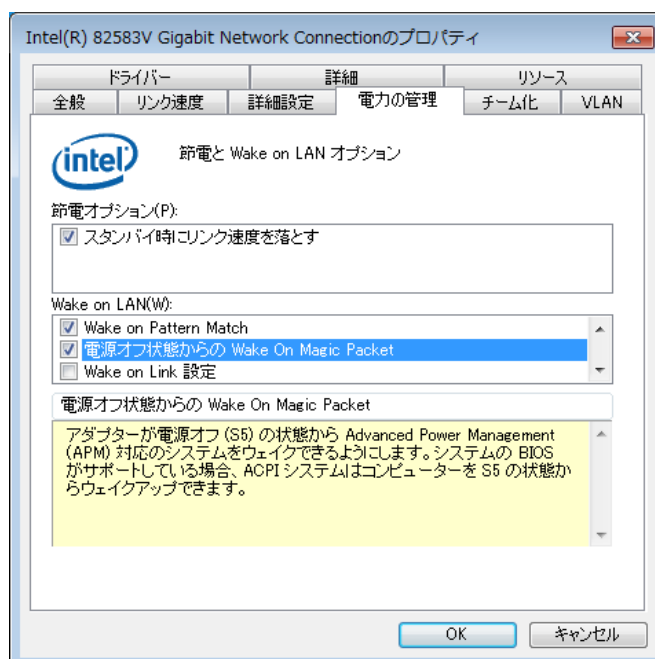 Intel(R) 82583V Gigabit Network Connectionのプロパティ
ドライバー 詳細 リソース
全般 リンク速度 詳細設定 電力の管理 チーム化 VLAN
intel 節電と Wake on LAN オプション
節電オプション(P):
スタンバイ時にリンク速度を落とす
Wake on LAN(W):
Wake on Pattern Match
電源オフ状態からの Wake On Magic Packet
Wake on Link 設定
電源オフ状態からの Wake On Magic Packet
アダプターが電源オフ (S5) の状態から Advanced Power Management
(APM) 対応のシステムをウェイクできるようにします。システムの BIOS
がサポートしている場合、ACPI システムはコンピューターを S5 の状態か
らウェイクアップできます。
OK キャンセル